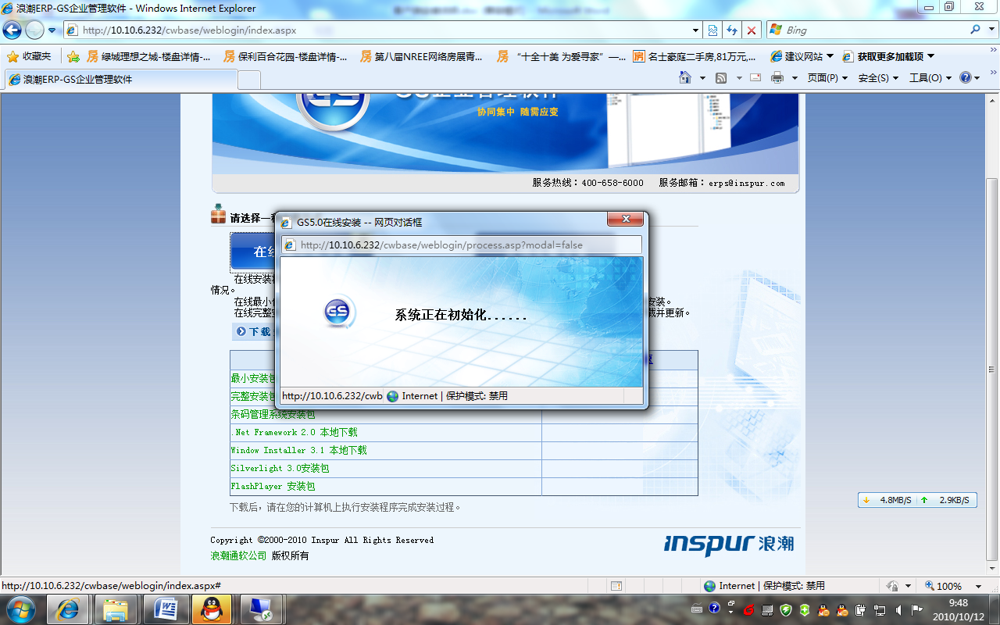 浪潮ERP-GS企业管理软件 - Windows Internet Explorer
http://10.10.6.232/cwbase/weblogin/index.aspx
Bing
收藏夹
绿城理想之城-楼盘详情-...
保利百合花园-楼盘详情-...
第八届NREE网络房展青...
“十全十美 为爱寻家”—...
房 名士豪庭二手房,81万元,...
建议网站
获取更多加载项
浪潮ERP-GS企业管理软件
页面(P)
安全(S)
工具(O)
GS
协同集中 随需应变
服务热线：400-658-6000 服务邮箱：erps@inspur.com
请选择一
GS5.0在线安装 -- 网页对话框
http://10.10.6.232/cwbase/weblogin/process.asp?modal=false
GS
系统正在初始化......
http://10.10.6.232/cwb
Internet | 保护模式: 禁用
在线
在线安装
情况。
在线最小
安装。
在线完整
载并更新。
下载
最小安装包
完整安装包
条码管理系统安装包
.Net Framework 2.0 本地下载
Window Installer 3.1 本地下载
Silverlight 3.0安装包
FlashPlayer 安装包
下载后，请在您的计算机上执行安装程序完成安装过程。
4.8MB/S
2.9KB/S
Copyright ©2000-2010 Inspur All Rights Reserved
浪潮通软公司 版权所有
inspur 浪潮
http://10.10.6.232/cwbase/weblogin/index.aspx#
Internet | 保护模式: 禁用
100%
9:48
2010/10/12